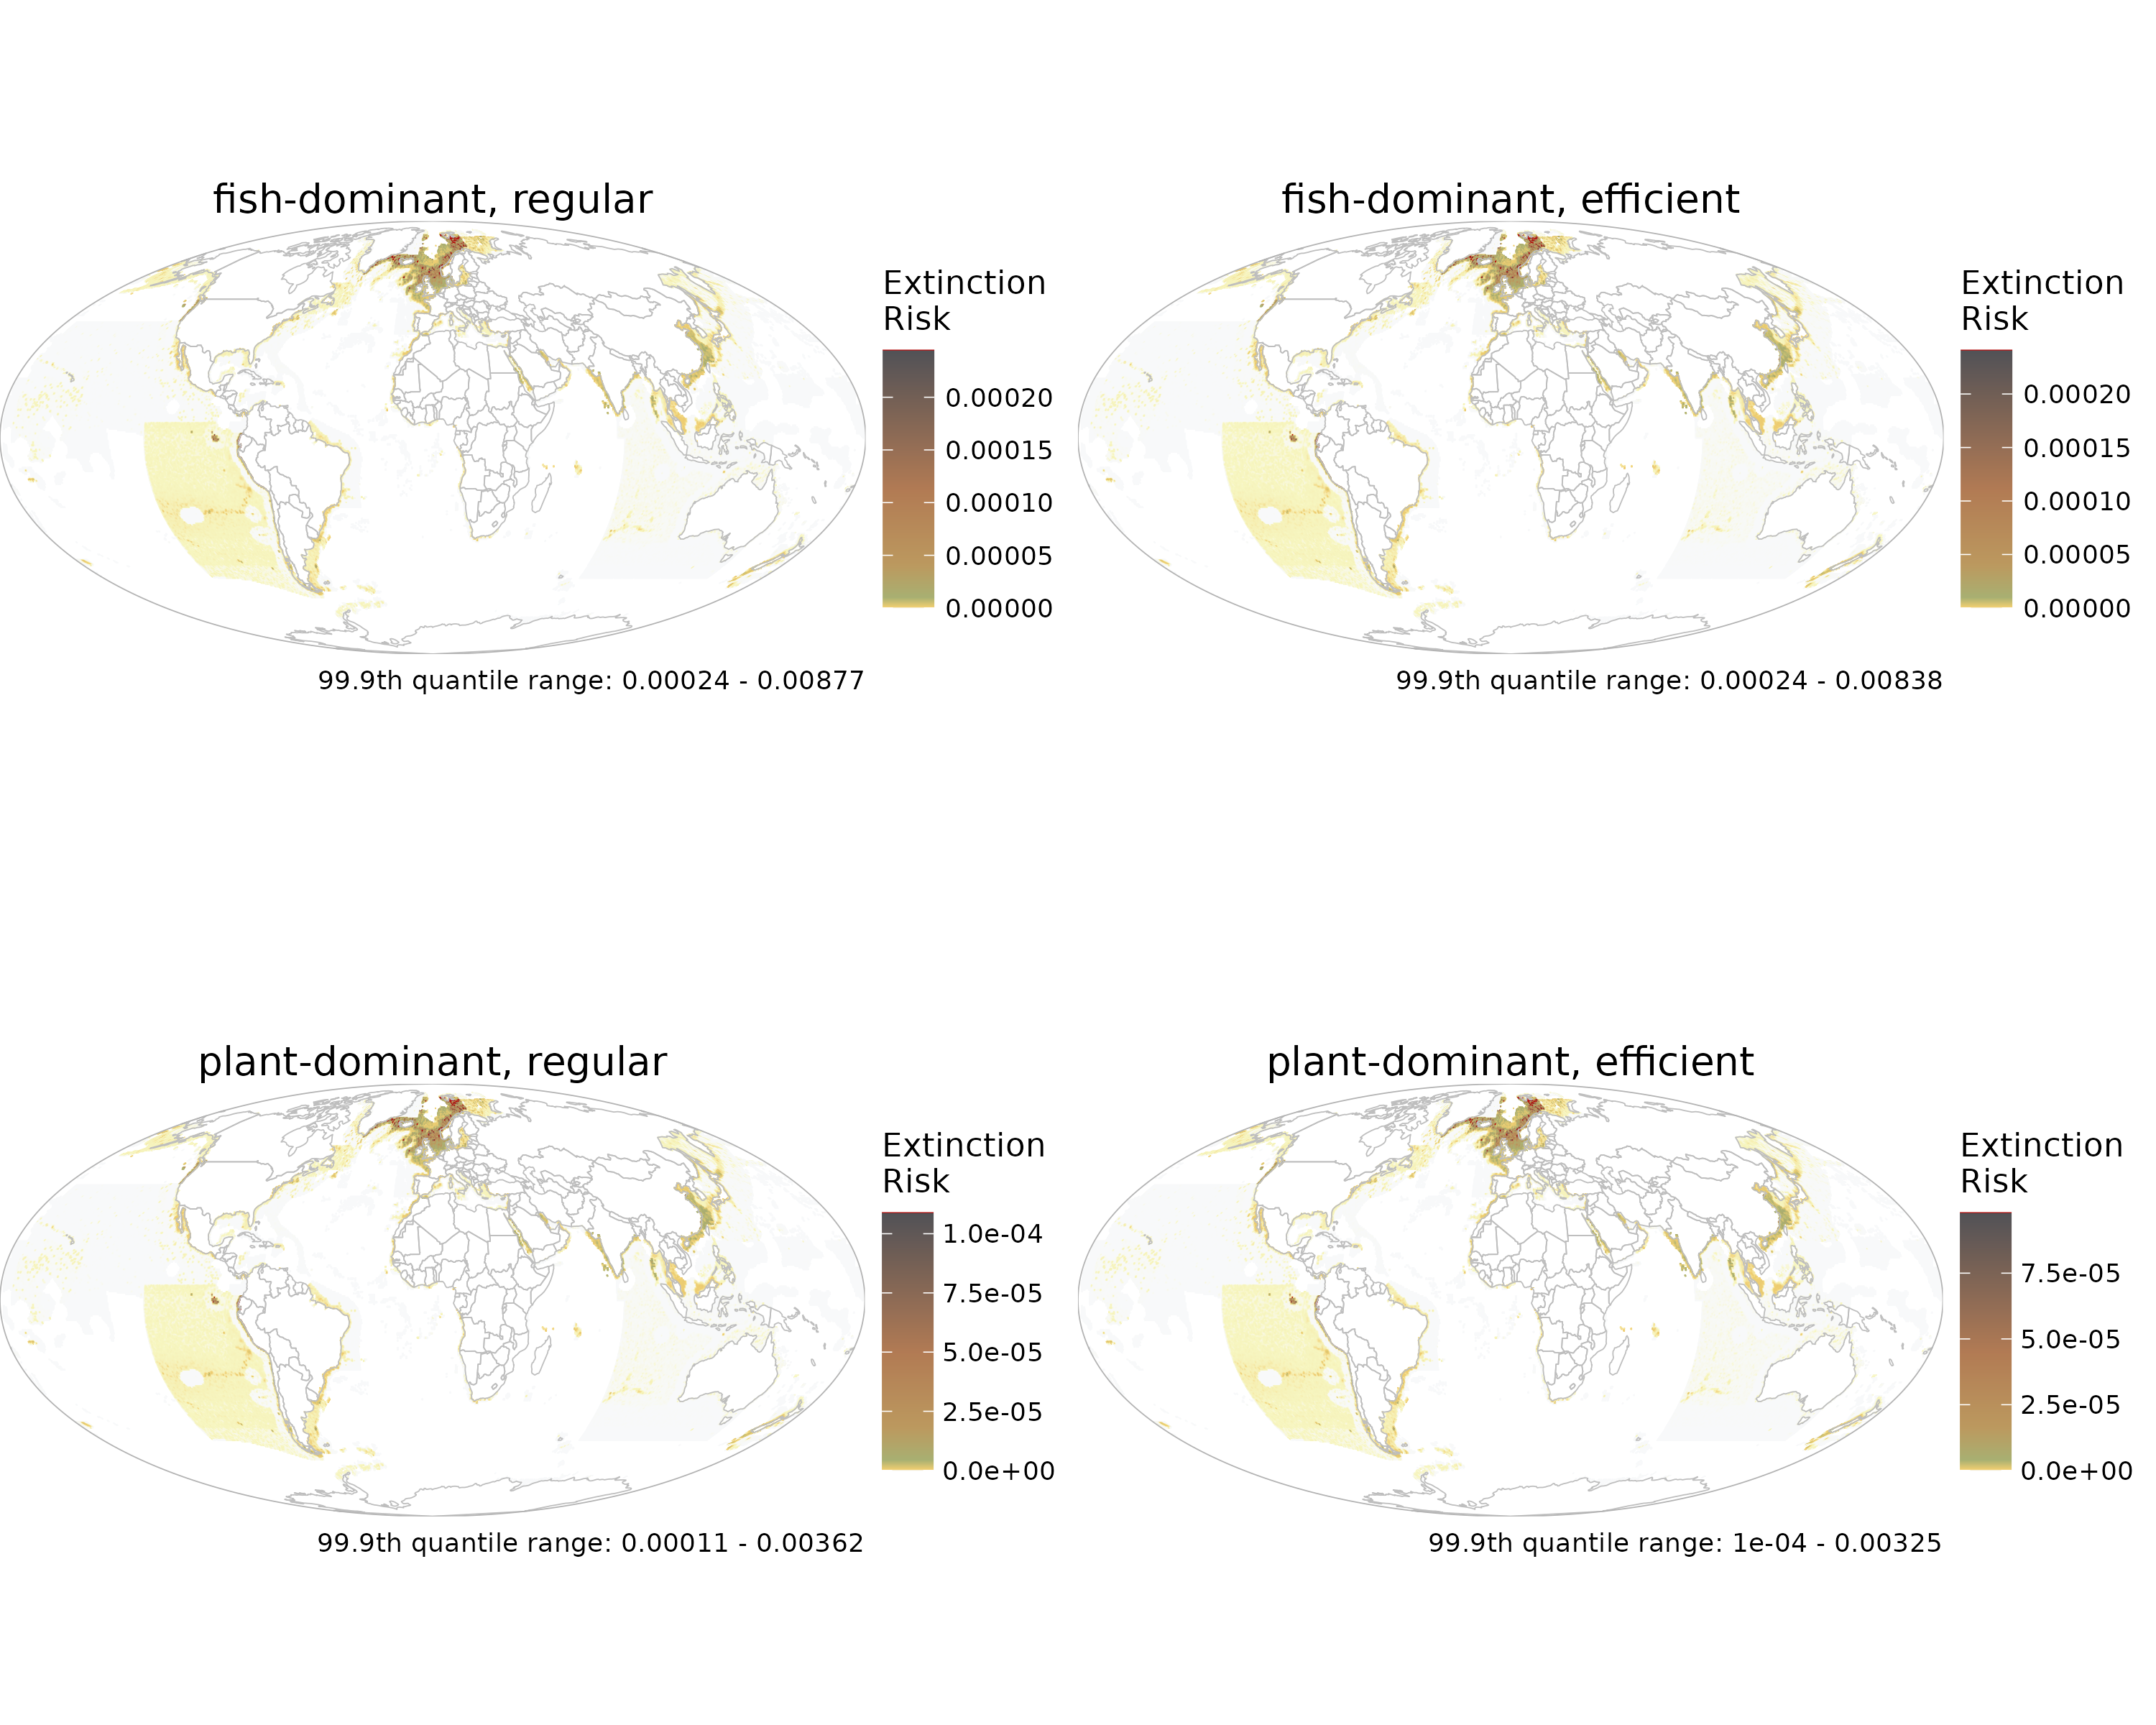 fish-dominant, regular
Extinction
Risk
0.00020
0.00015
0.00010
0.00005
0.00000
99.9th quantile range: 0.00024 - 0.00877
fish-dominant, efficient
Extinction
Risk
0.00020
0.00015
0.00010
0.00005
0.00000
99.9th quantile range: 0.00024 - 0.00838
plant-dominant, regular
Extinction
Risk
1.0e-04
7.5e-05
5.0e-05
2.5e-05
0.0e+00
99.9th quantile range: 0.00011 - 0.00362
plant-dominant, efficient
Extinction
Risk
7.5e-05
5.0e-05
2.5e-05
0.0e+00
99.9th quantile range: 1e-04 - 0.00325